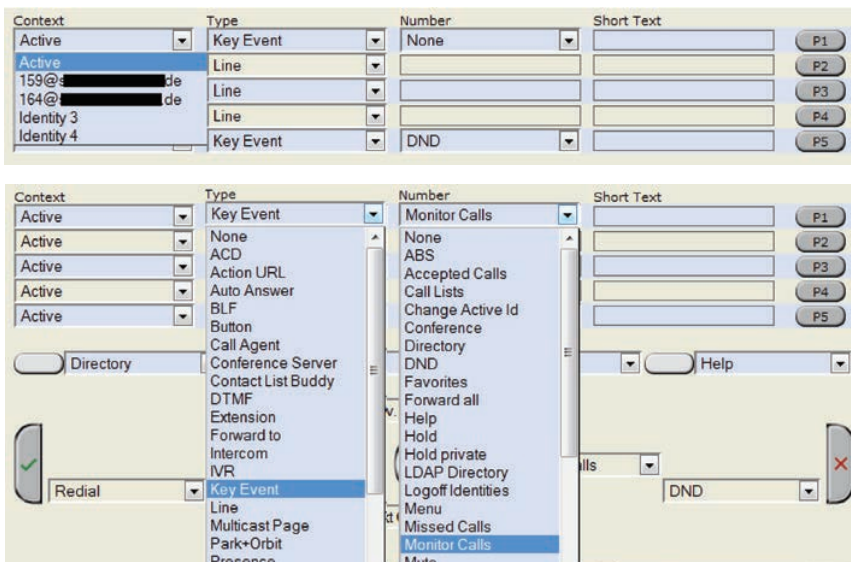 Context Type Number Short Text
Active Key Event None P1
Active Line P2
159@s de Line P3
164@ .de
Identity 3 Line P4
Identity 4 Key Event DND P5
Context Type Number Short Text
Active Key Event Monitor Calls P1
Active None None P2
ACD ABS
Active Action URL Accepted Calls P3
Active Auto Answer Call Lists P4
Active BLF Change Active Id P5
Button Conference
Call Agent Directory
Directory Conference Server DND Help
Contact List Buddy Favorites
DTMF Forward all
Extension Help
Forward to Hold
Intercom Hold private
IVR LDAP Directory
Redial Key Event Logoff Identities DND
Line Menu
Multicast Page Missed Calls
Park+Orbit Monitor Calls
Presence Mute